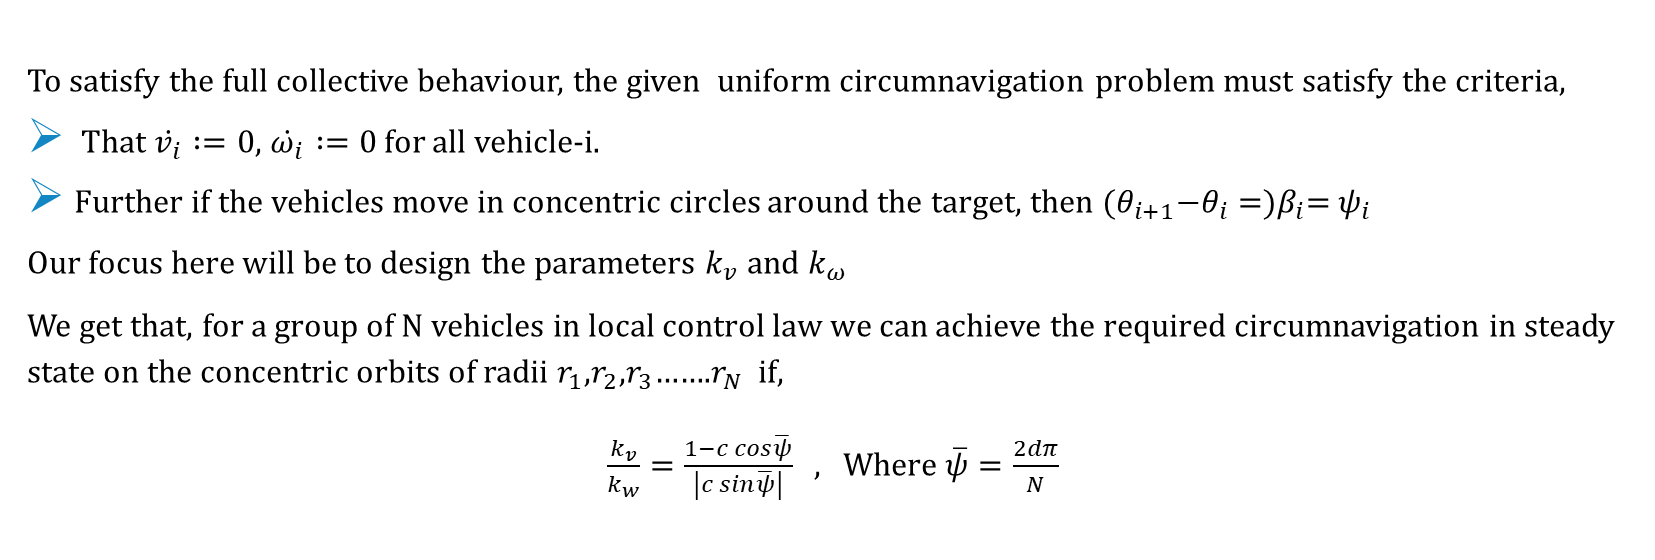 To satisfy the full collective behaviour, the given uniform circumnavigation problem must satisfy the criteria,
➢ That v̇ᵢ := 0, ω̇ᵢ := 0 for all vehicle-i.
➢ Further if the vehicles move in concentric circles around the target, then (θᵢ₊₁−θᵢ =)βᵢ= ψᵢ
Our focus here will be to design the parameters k_v and k_ω
We get that, for a group of N vehicles in local control law we can achieve the required circumnavigation in steady
state on the concentric orbits of radii r₁,r₂,r₃…….r_N if,
k_v/k_w = (1−c cosψ̅)/|c sinψ̅| , Where ψ̅ = 2dπ/N